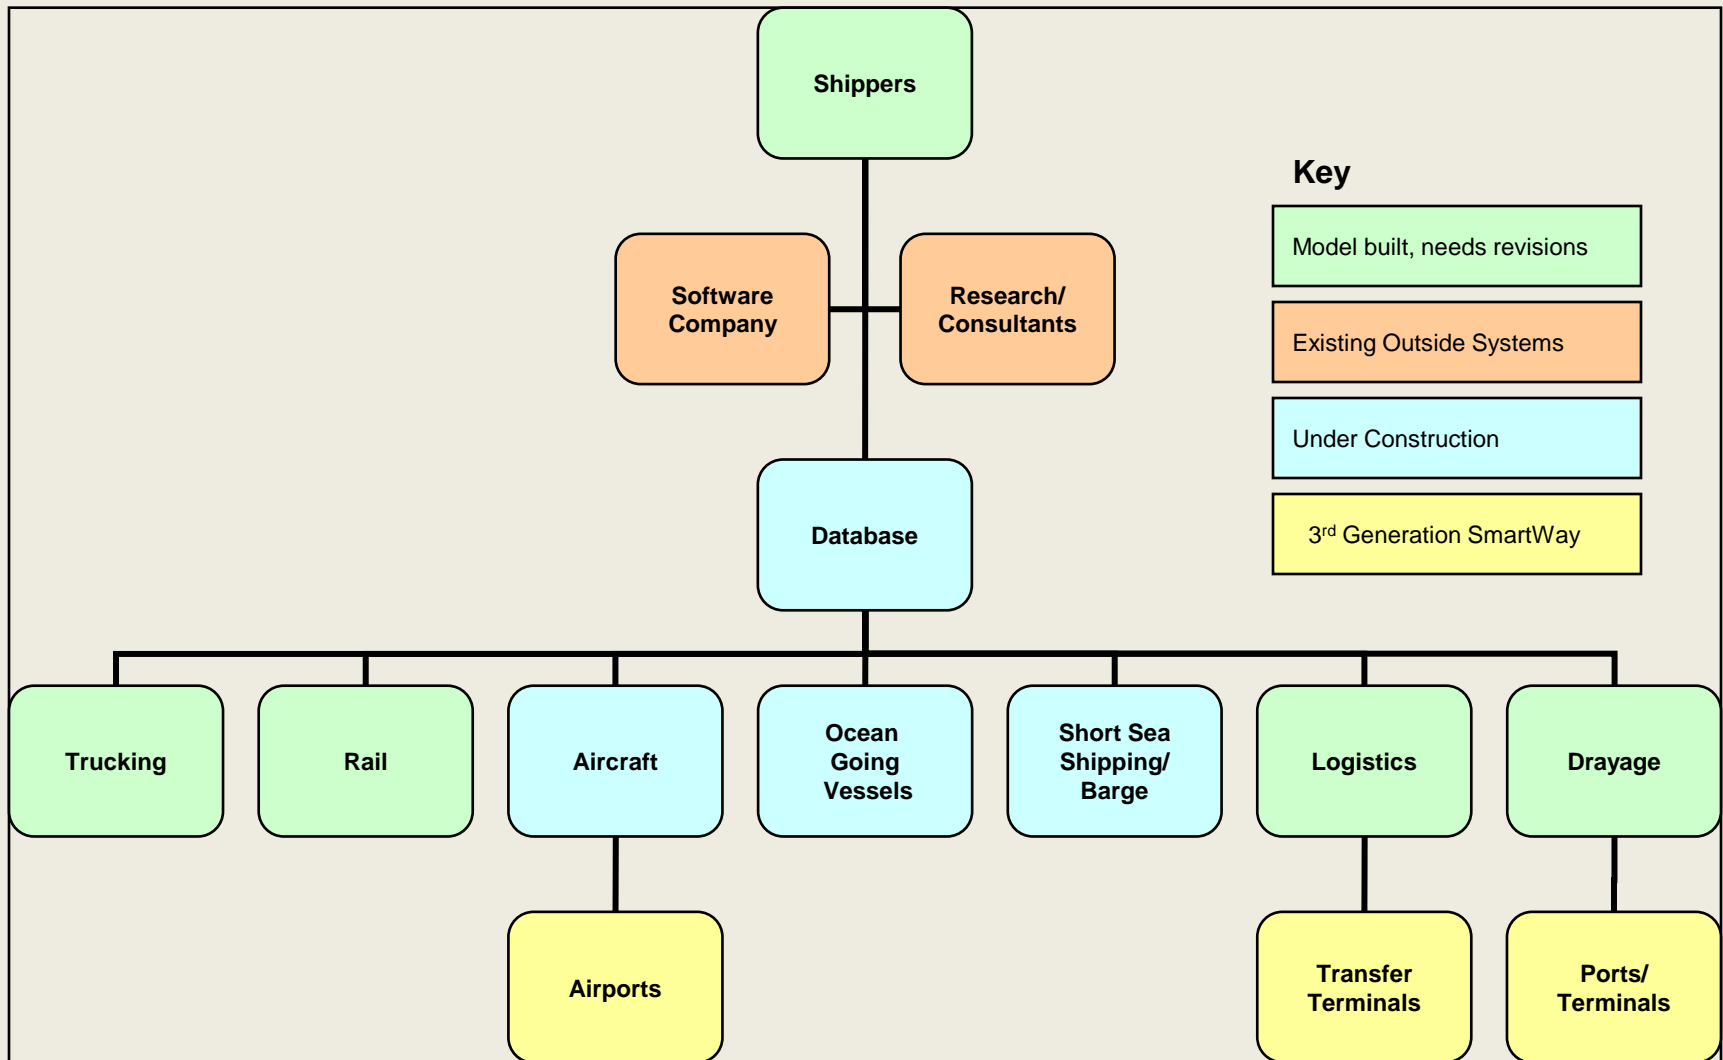 Shippers
Key
Model built, needs revisions
Software
Company
Research/
Consultants
Existing Outside Systems
Under Construction
Database
3rd Generation SmartWay
Trucking
Rail
Aircraft
Ocean
Going
Vessels
Short Sea
Shipping/
Barge
Logistics
Drayage
Airports
Transfer
Terminals
Ports/
Terminals